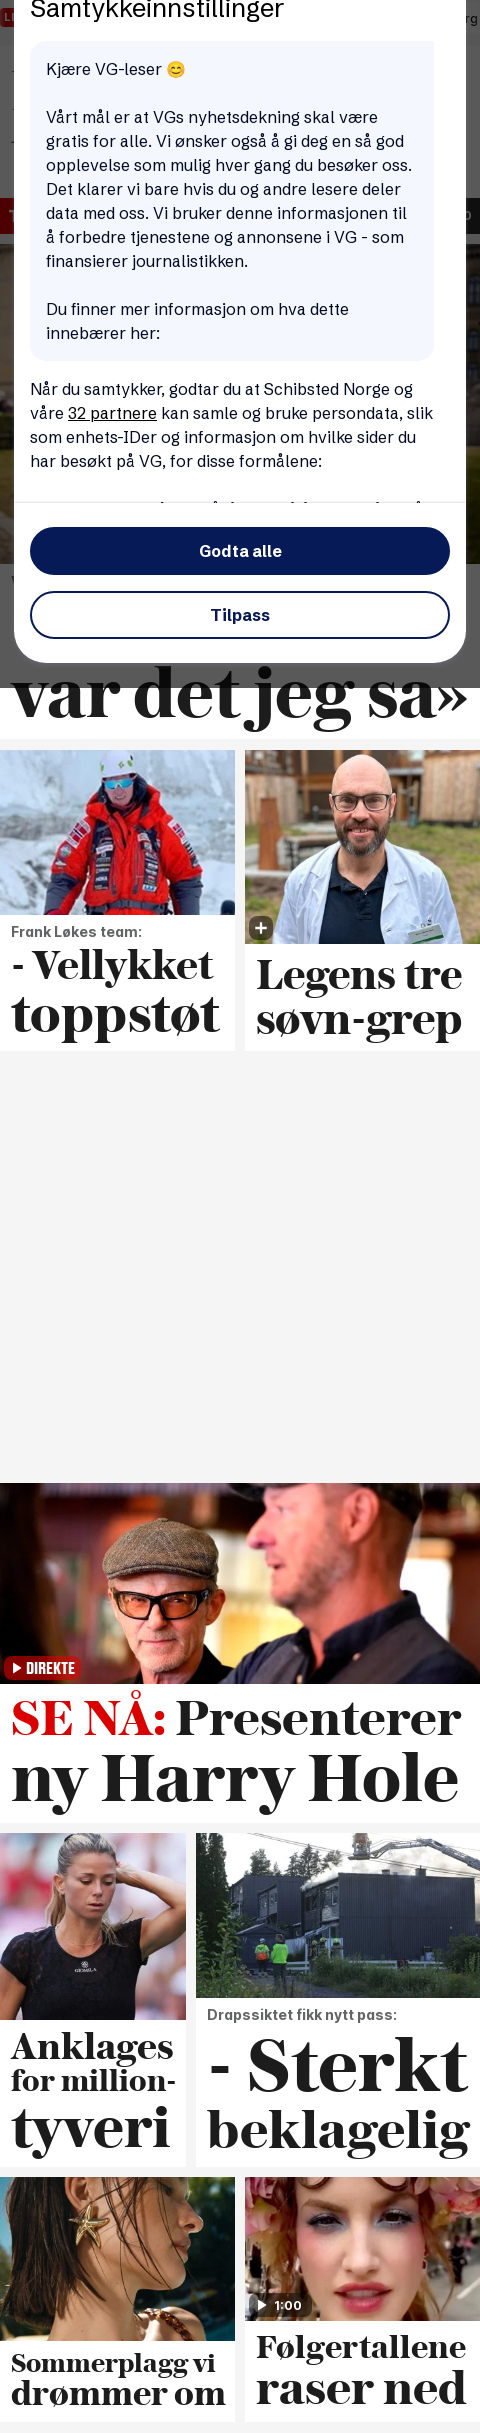 Samtykkeinnstillinger
Kjære VG-leser 😊
Vårt mål er at VGs nyhetsdekning skal være
gratis for alle. Vi ønsker også å gi deg en så god
opplevelse som mulig hver gang du besøker oss.
Det klarer vi bare hvis du og andre lesere deler
data med oss. Vi bruker denne informasjonen til
å forbedre tjenestene og annonsene i VG - som
finansierer journalistikken.
Du finner mer informasjon om hva dette
innebærer her:
Når du samtykker, godtar du at Schibsted Norge og
våre 32 partnere kan samle og bruke persondata, slik
som enhets-IDer og informasjon om hvilke sider du
har besøkt på VG, for disse formålene:
Godta alle
Tilpass
var det jeg sa»
Frank Løkes team:
- Vellykket
toppstøt
Legens tre
søvn-grep
DIREKTE
SE NÅ: Presenterer
ny Harry Hole
Anklages
for million-
tyveri
Drapssiktet fikk nytt pass:
- Sterkt
beklagelig
Sommerplagg vi
drømmer om
1:00
Følgertallene
raser ned